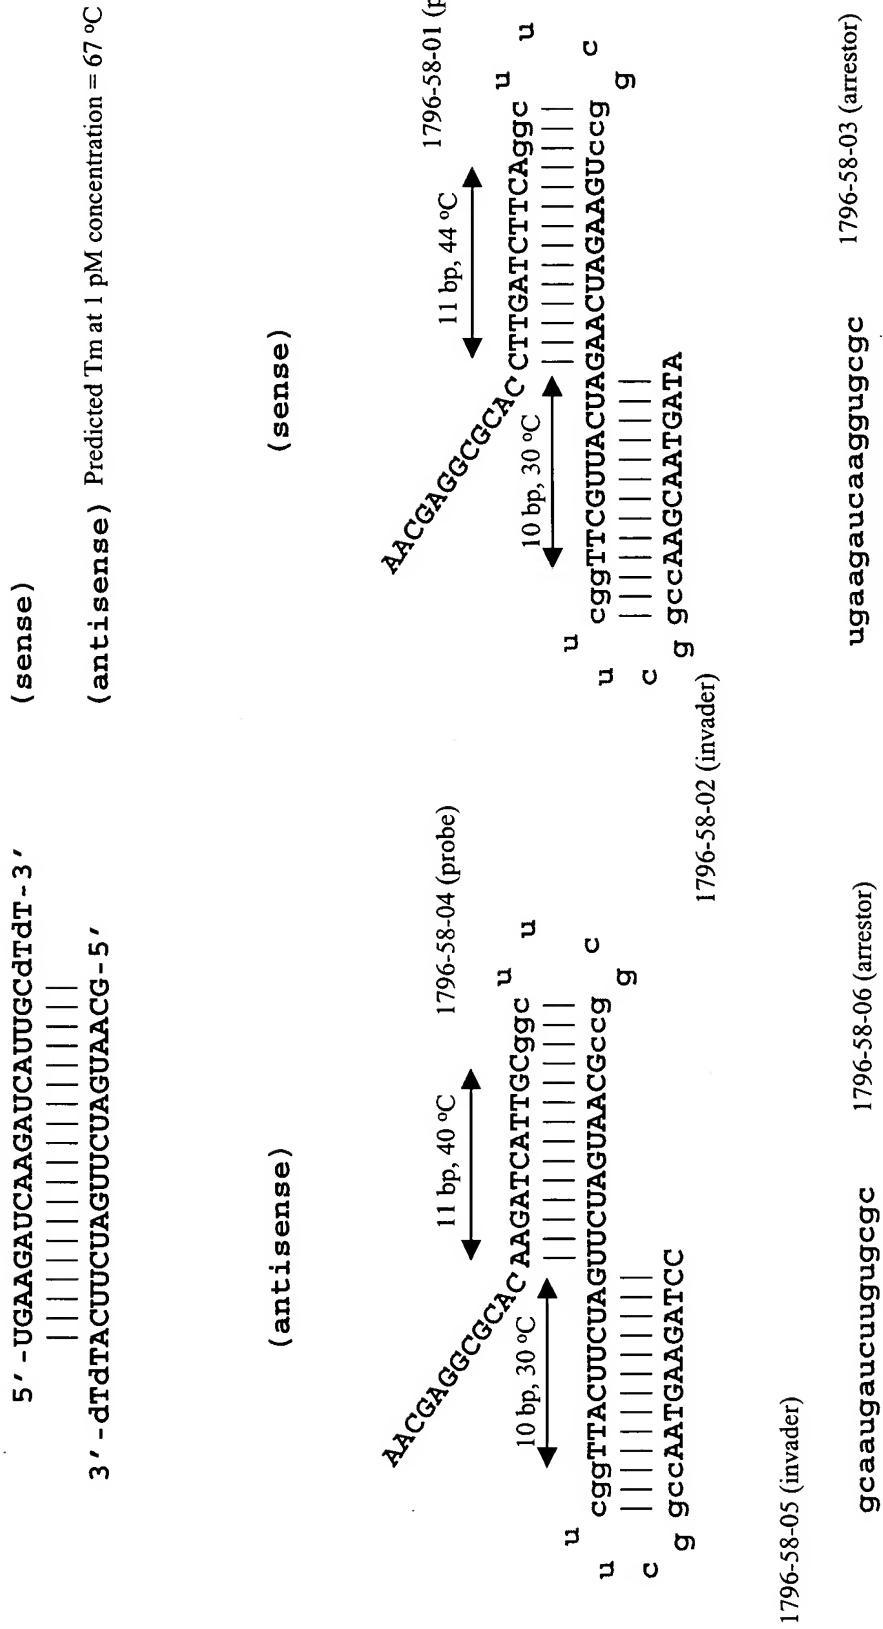 5'-UGAAGAUCAAGAUCAUUGCdTdT-3' (sense)
3'-dTdTACUUCUAGUUCUAGUAACG-5' (antisense) Predicted Tm at 1 pM concentration = 67 ºC
(antisense)
AACGAGGCGCAC
11 bp, 40 ºC
1796-58-04 (probe)
AAGATCATTGCggc
u
u
c
g
10 bp, 30 ºC
cggTTACUUCUAGUUCUAGUAACGccg
u
u
c
g
gccAATGAAGATCC
1796-58-05 (invader)
gcaaugaucuugugcgc
1796-58-06 (arrestor)
(sense)
AACGAGGCGCAC
11 bp, 44 ºC
1796-58-01 (p
CTTGATCTTCAggc
u
u
c
g
10 bp, 30 ºC
cggTTCGUUACUAGAACUAGAAGUccg
u
u
c
g
gccAAGCAATGATA
1796-58-02 (invader)
ugaagaucaaggugcgc
1796-58-03 (arrestor)